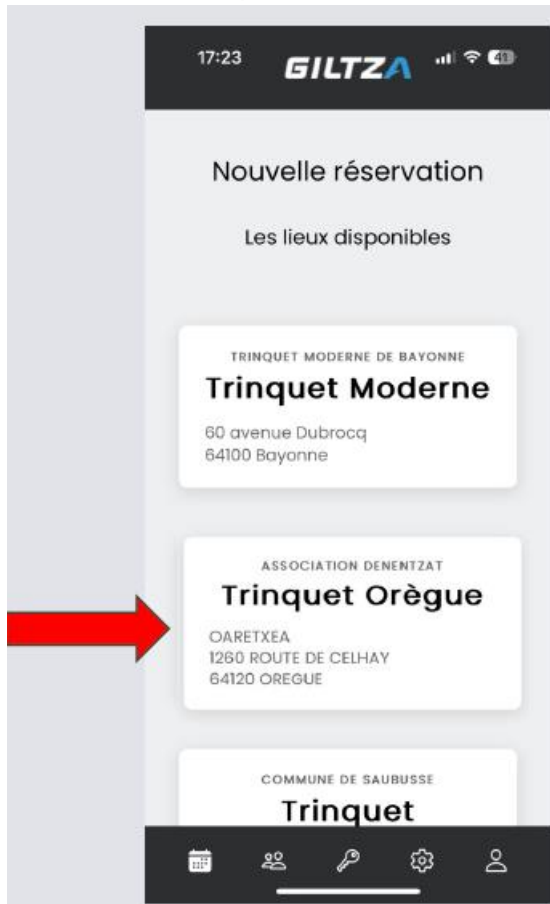 17:23
GILTZA
41
Nouvelle réservation
Les lieux disponibles
TRINQUET MODERNE DE BAYONNE
Trinquet Moderne
60 avenue Dubrocq
64100 Bayonne
ASSOCIATION DENENTZAT
Trinquet Orègue
OARETXEA
1260 ROUTE DE CELHAY
64120 OREGUE
COMMUNE DE SAUBUSSE
Trinquet